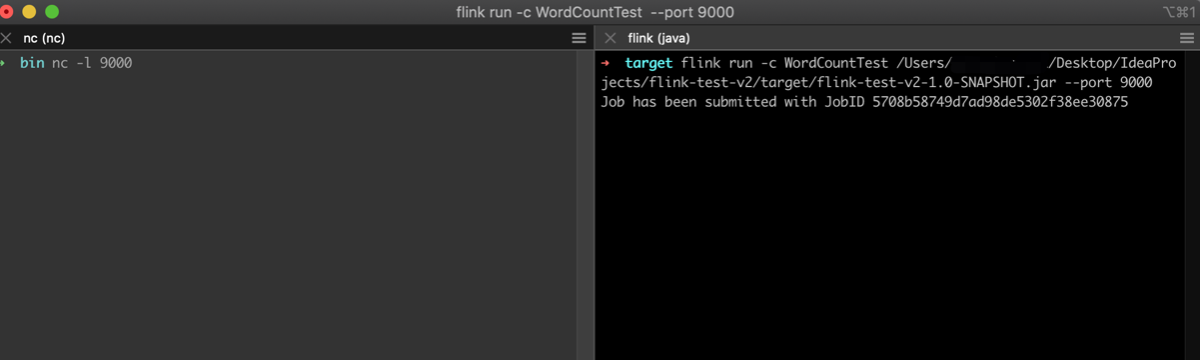 flink run -c WordCountTest --port 9000
⌥⌘1
nc (nc)
flink (java)
➜ bin nc -l 9000
➜ target flink run -c WordCountTest /Users/ /Desktop/IdeaPro
jects/flink-test-v2/target/flink-test-v2-1.0-SNAPSHOT.jar --port 9000
Job has been submitted with JobID 5708b58749d7ad98de5302f38ee30875